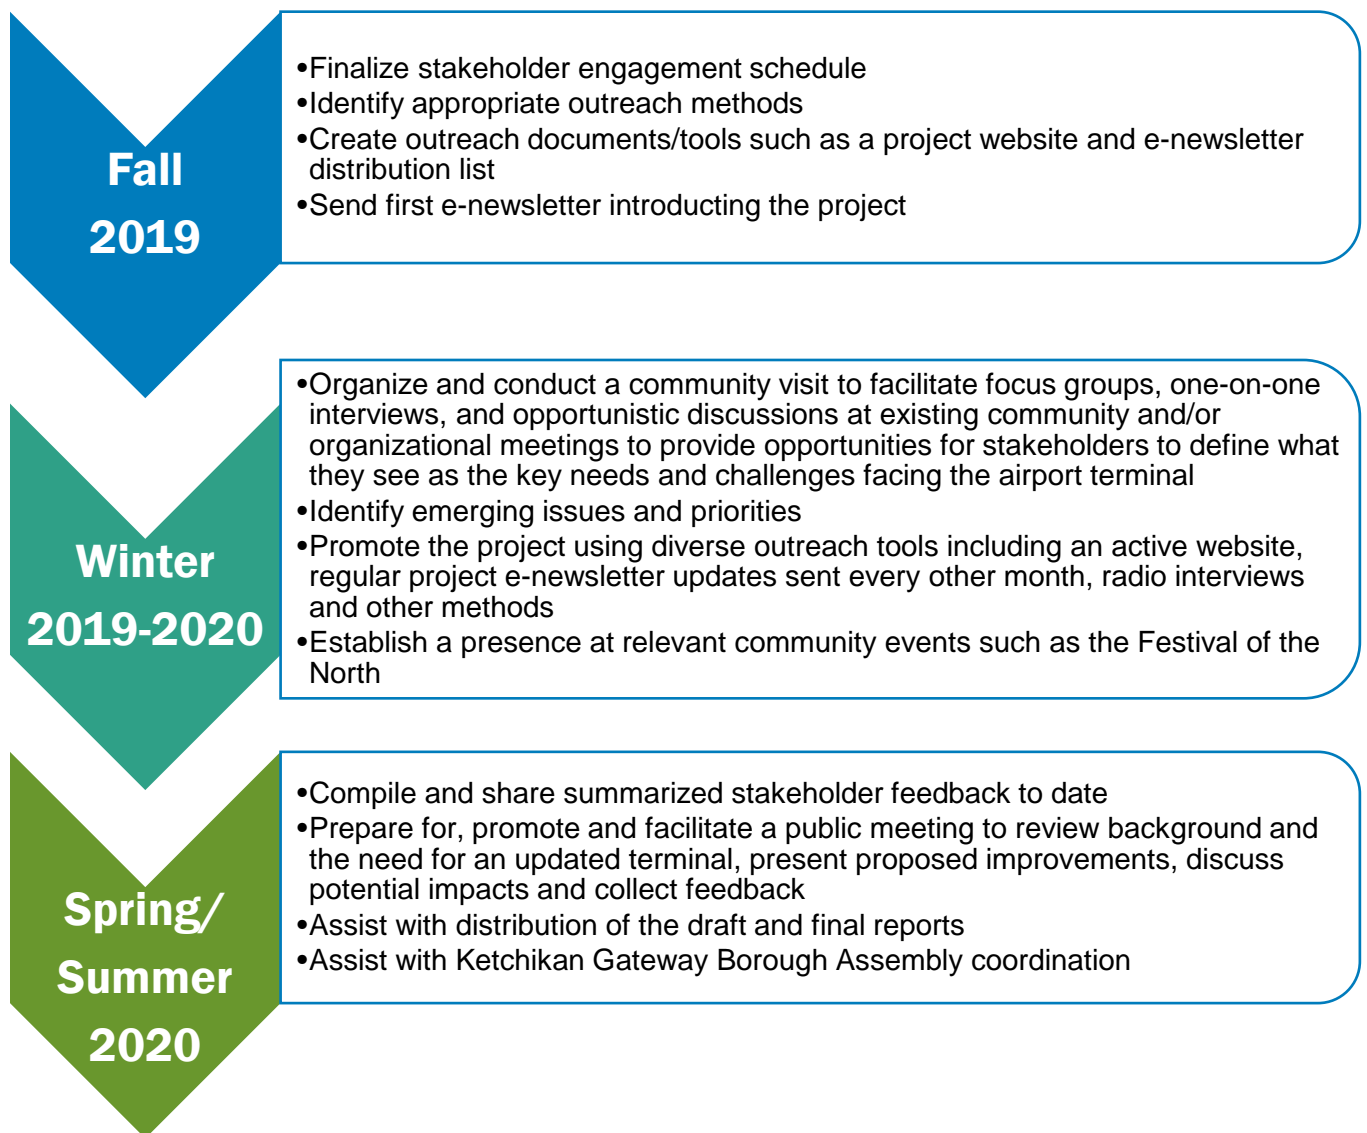 Fall
2019
•Finalize stakeholder engagement schedule
•Identify appropriate outreach methods
•Create outreach documents/tools such as a project website and e-newsletter
distribution list
•Send first e-newsletter introducting the project
Winter
2019-2020
•Organize and conduct a community visit to facilitate focus groups, one-on-one
interviews, and opportunistic discussions at existing community and/or
organizational meetings to provide opportunities for stakeholders to define what
they see as the key needs and challenges facing the airport terminal
•Identify emerging issues and priorities
•Promote the project using diverse outreach tools including an active website,
regular project e-newsletter updates sent every other month, radio interviews
and other methods
•Establish a presence at relevant community events such as the Festival of the
North
Spring/
Summer
2020
•Compile and share summarized stakeholder feedback to date
•Prepare for, promote and facilitate a public meeting to review background and
the need for an updated terminal, present proposed improvements, discuss
potential impacts and collect feedback
•Assist with distribution of the draft and final reports
•Assist with Ketchikan Gateway Borough Assembly coordination